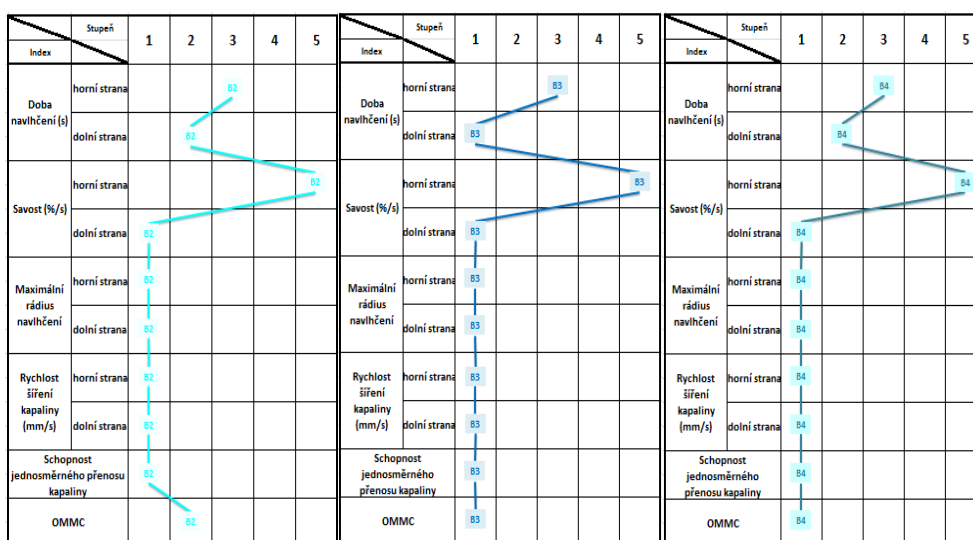 Stupeň
Index
1 2 3 4 5
Doba
navlhčení (s)
horní strana
B2
dolní strana
B2
Savost (%/s)
horní strana
B2
dolní strana
B2
Maximální
rádius
navlhčení
horní strana
B2
dolní strana
B2
Rychlost
šíření
kapaliny
(mm/s)
horní strana
B2
dolní strana
B2
Schopnost
jednosměrného přenosu
kapaliny
B2
OMMC
B2
Stupeň
Index
1 2 3 4 5
Doba
navlhčení (s)
horní strana
B3
dolní strana
B3
Savost (%/s)
horní strana
B3
dolní strana
B3
Maximální
rádius
navlhčení
horní strana
B3
dolní strana
B3
Rychlost
šíření
kapaliny
(mm/s)
horní strana
B3
dolní strana
B3
Schopnost
jednosměrného
přenosu kapaliny
B3
OMMC
B3
Stupeň
Index
1 2 3 4 5
Doba
navlhčení (s)
horní strana
B4
dolní strana
B4
Savost (%/s)
horní strana
B4
dolní strana
B4
Maximální
rádius
navlhčení
horní strana
B4
dolní strana
B4
Rychlost
šíření
kapaliny
(mm/s)
horní strana
B4
dolní strana
B4
Schopnost
jednosměrného
přenosu kapaliny
B4
OMMC
B4